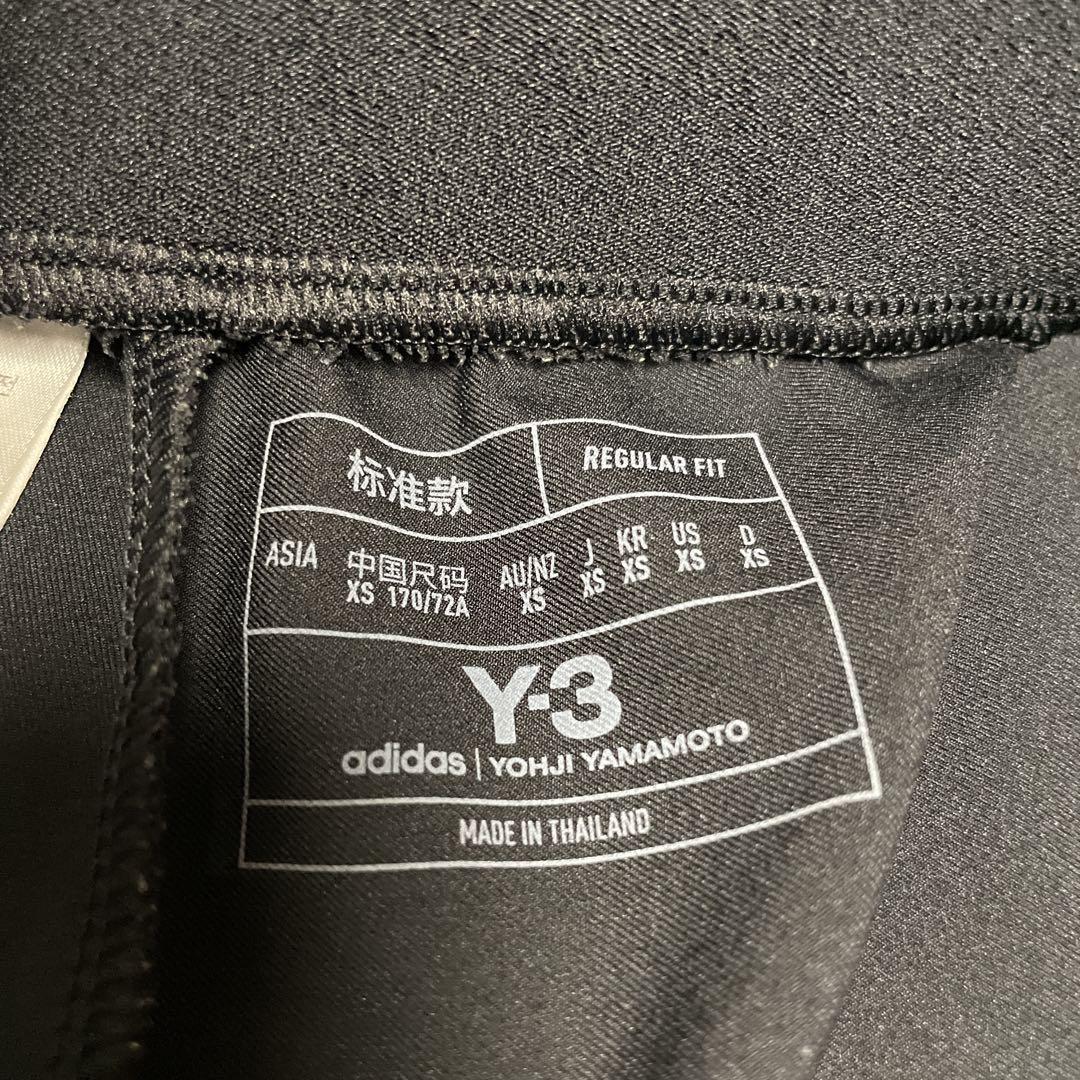 标准款
REGULAR FIT
ASIA 中国尺码 AU/NZ J KR US D
XS 170/72A XS XS XS XS XS
Y-3
adidas | YOHJI YAMAMOTO
MADE IN THAILAND